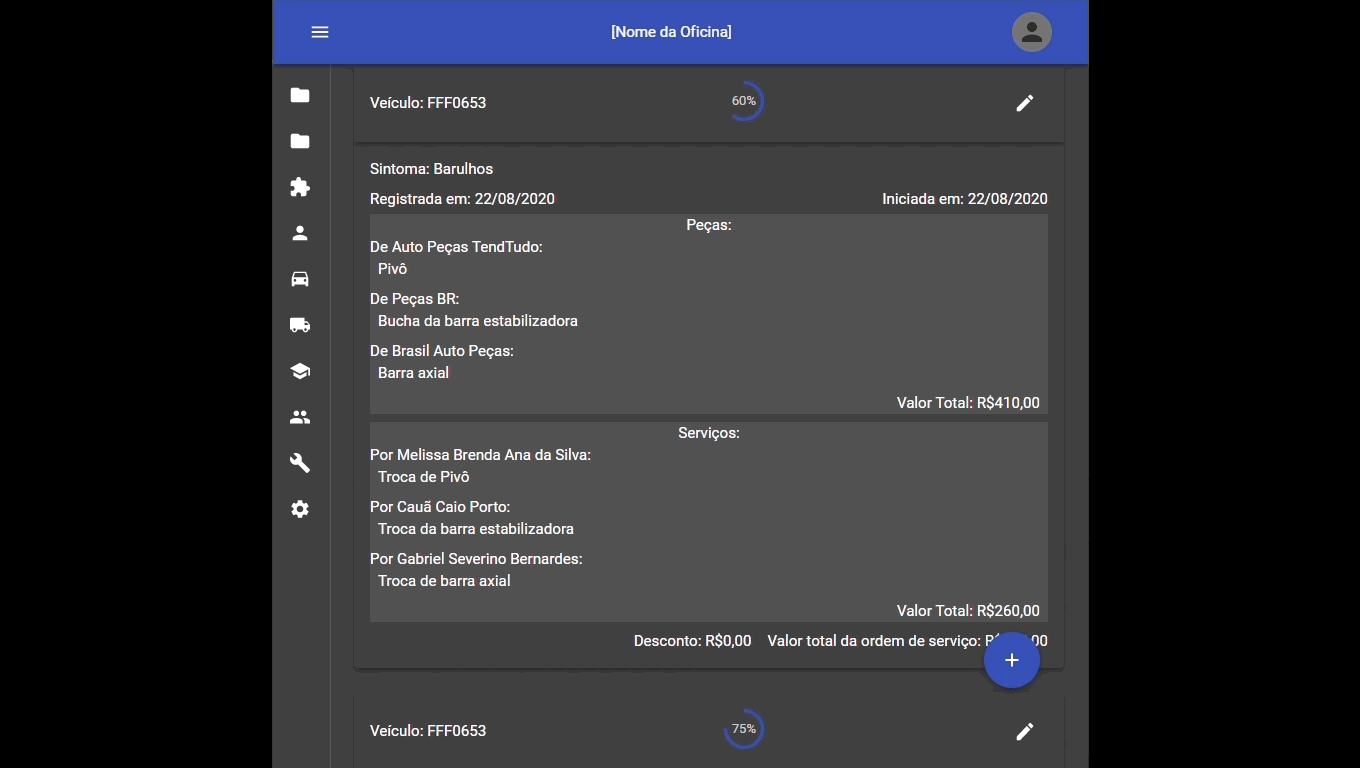 [Nome da Oficina]
Veículo: FFF0653
60%
Sintoma: Barulhos
Registrada em: 22/08/2020
Iniciada em: 22/08/2020
Peças:
De Auto Peças TendTudo:
Pivô
De Peças BR:
Bucha da barra estabilizadora
De Brasil Auto Peças:
Barra axial
Valor Total: R$410,00
Serviços:
Por Melissa Brenda Ana da Silva:
Troca de Pivô
Por Cauã Caio Porto:
Troca da barra estabilizadora
Por Gabriel Severino Bernardes:
Troca de barra axial
Valor Total: R$260,00
Desconto: R$0,00
Valor total da ordem de serviço:
Veículo: FFF0653
75%